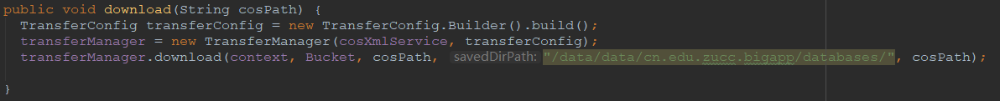 public void download(String cosPath) {
TransferConfig transferConfig = new TransferConfig.Builder().build();
transferManager = new TransferManager(cosXmlService, transferConfig);
transferManager.download(context, Bucket, cosPath, savedDirPath: "/data/data/cn.edu.zucc.bigapp/databases/", cosPath);
}